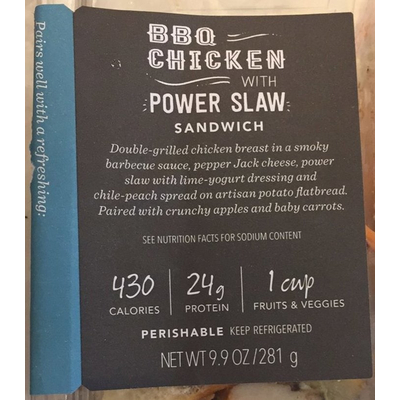 Pairs well with a refreshing:
BBQ
CHICKEN
WITH
POWER SLAW
SANDWICH
Double-grilled chicken breast in a smoky
barbecue sauce, pepper Jack cheese, power
slaw with lime-yogurt dressing and
chile-peach spread on artisan potato flatbread.
Paired with crunchy apples and baby carrots.
SEE NUTRITION FACTS FOR SODIUM CONTENT
430 24g 1 cup
CALORIES PROTEIN FRUITS & VEGGIES
PERISHABLE KEEP REFRIGERATED
NET WT 9.9 OZ/281 g